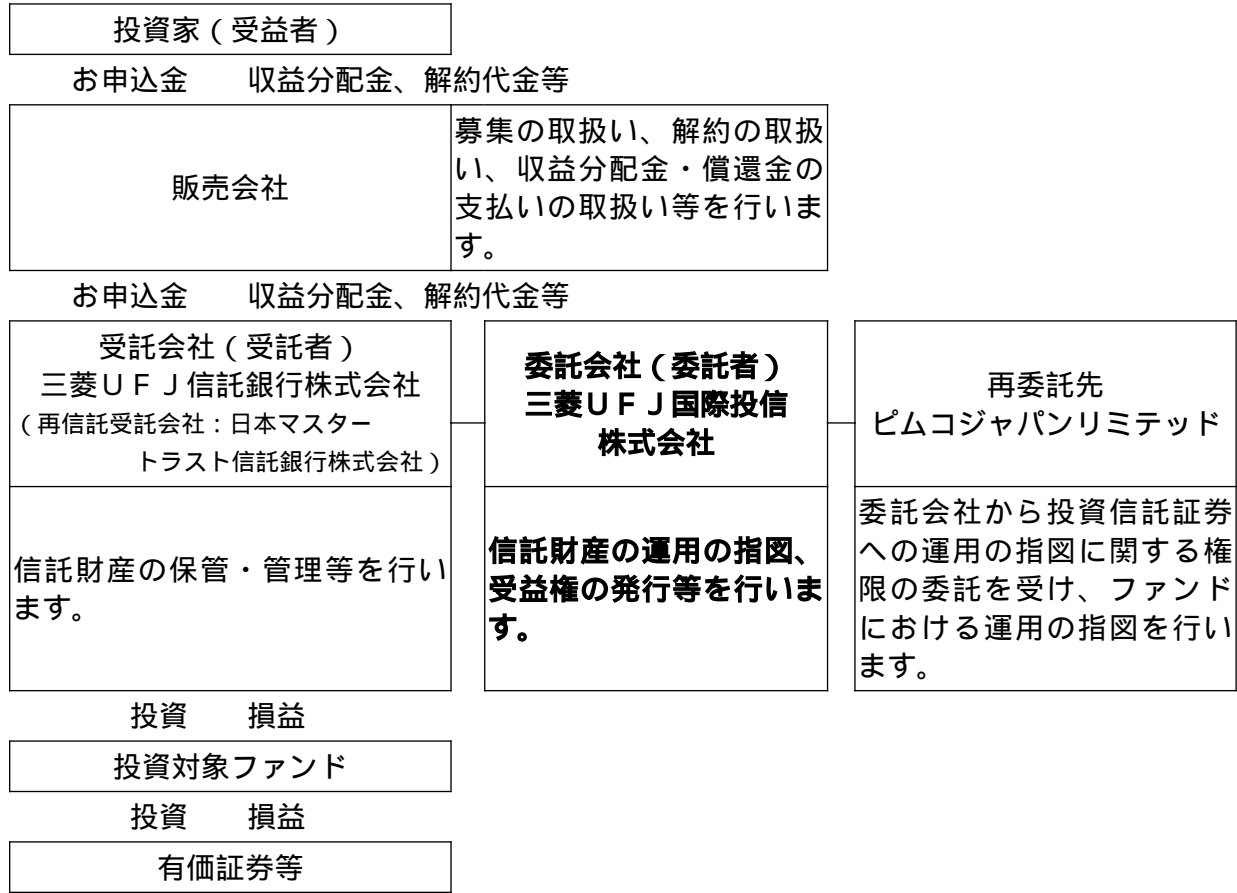 投資家(受益者)
お申込金　　収益分配金、解約代金等
販売会社
募集の取扱い、解約の取扱
い、収益分配金・償還金の
支払いの取扱い等を行いま
す。
お申込金　　収益分配金、解約代金等
受託会社(受託者)
三菱UFJ信託銀行株式会社
(再信託受託会社:日本マスター
トラスト信託銀行株式会社)
委託会社(委託者)
三菱UFJ国際投信
株式会社
再委託先
ピムコジャパンリミテッド
信託財産の保管・管理等を行い
ます。
信託財産の運用の指図、
受益権の発行等を行いま
す。
委託会社から投資信託証券
への運用の指図に関する権
限の委託を受け、ファンド
における運用の指図を行い
ます。
投資　　損益
投資対象ファンド
投資　　損益
有価証券等